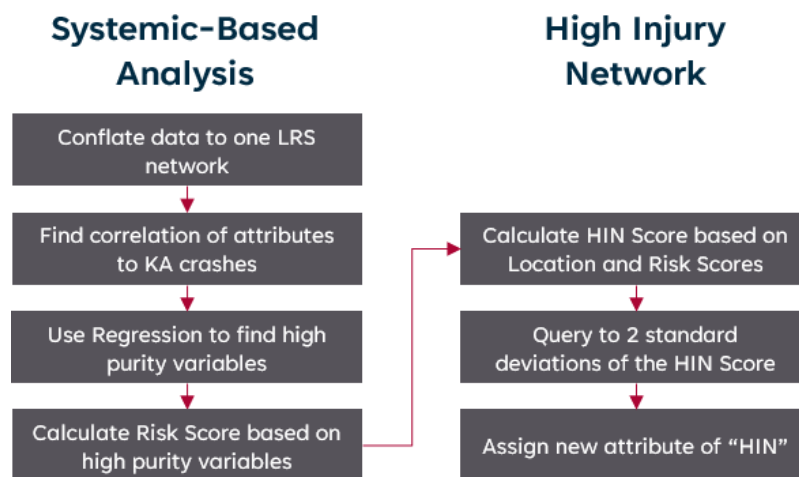 Systemic-Based
Analysis
Conflate data to one LRS
network
Find correlation of attributes
to KA crashes
Use Regression to find high
purity variables
Calculate Risk Score based on
high purity variables
High Injury
Network
Calculate HIN Score based on
Location and Risk Scores
Query to 2 standard
deviations of the HIN Score
Assign new attribute of “HIN”